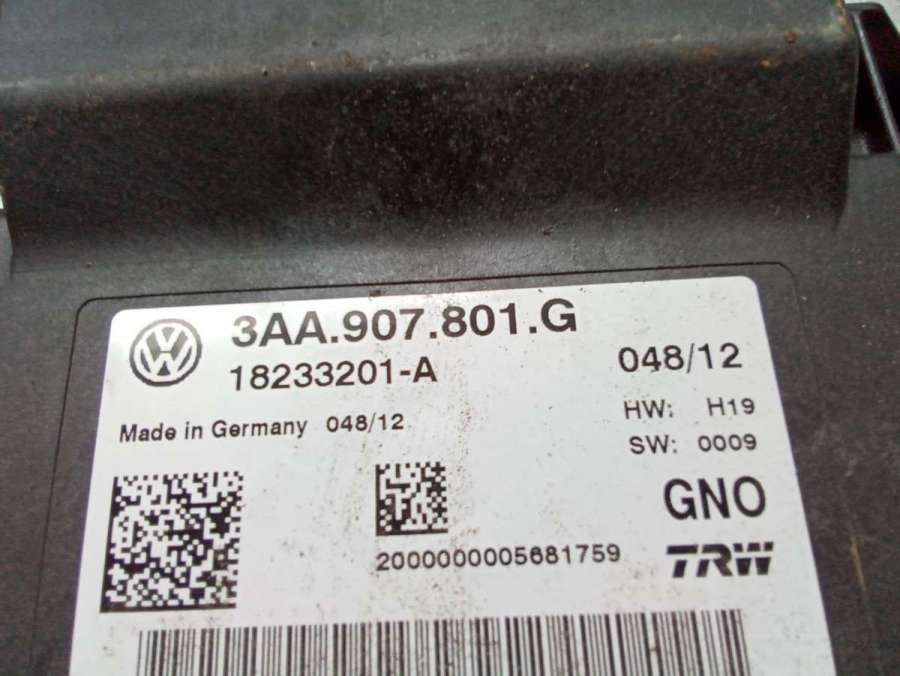 3AA.907.801.G
18233201-A
048/12
Made in Germany 048/12
HW: H19
SW: 0009
GNO
2000000005681759
TRW